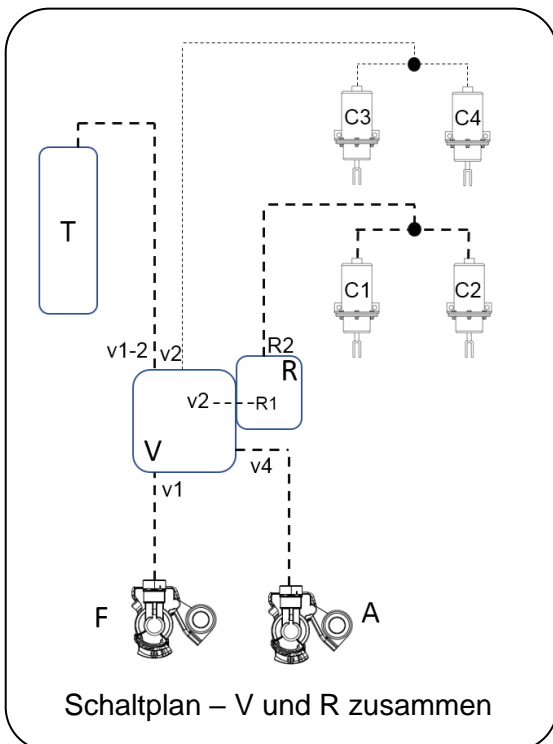 C3 C4
T
C1 C2
v1-2 v2
R2
R
v2 R1
V
v4
v1
F A
Schaltplan – V und R zusammen